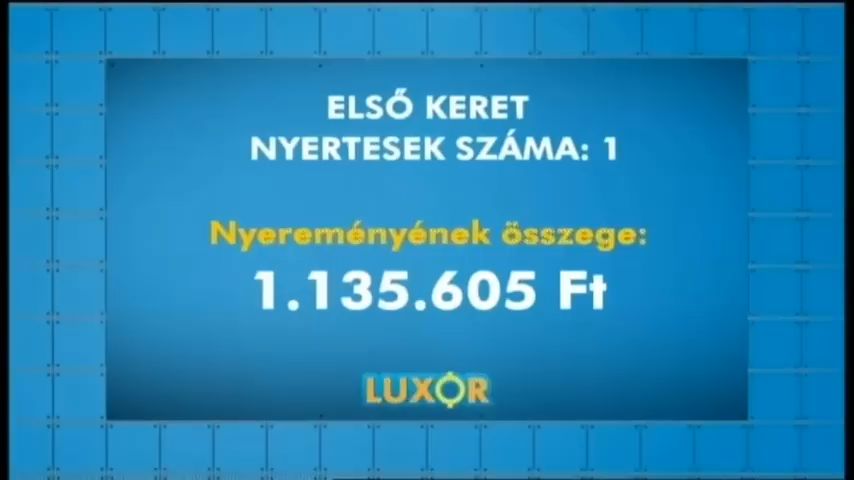 ELSŐ KERET
NYERTESEK SZÁMA: 1
Nyereményének összege:
1.135.605 Ft
LUXOR